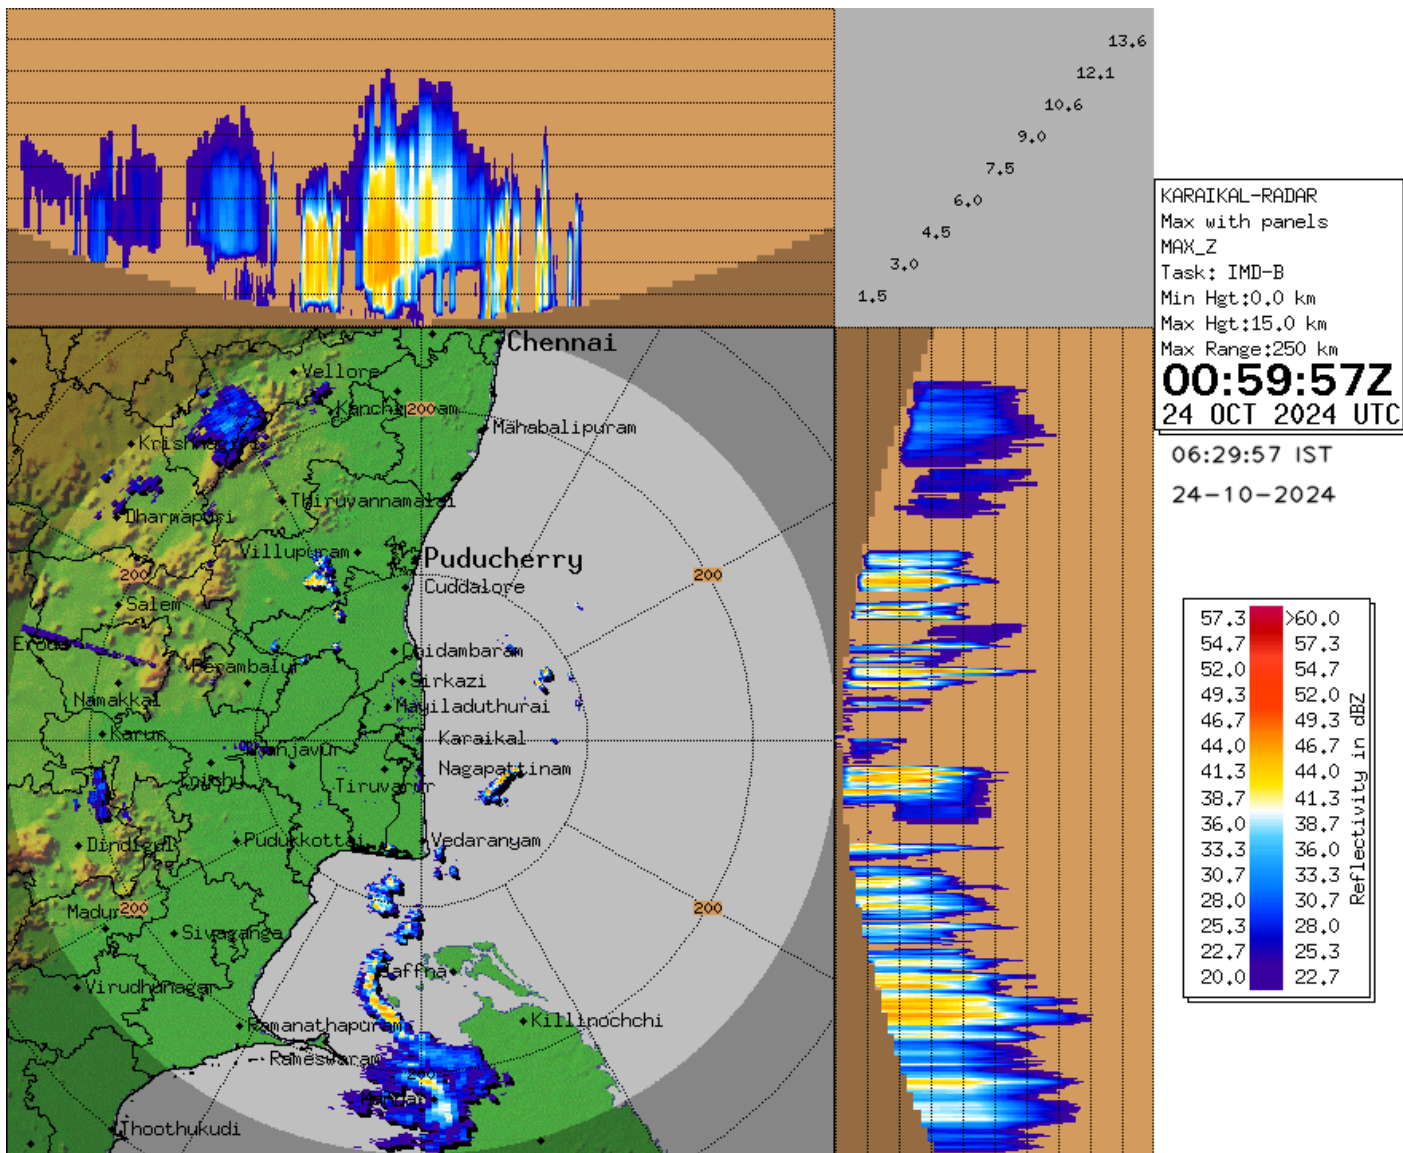 13.6
12.1
10.6
9.0
7.5
6.0
4.5
3.0
1.5
KARAIKAL-RADAR
Max with panels
MAX_Z
Task: IMD-B
Min Hgt:0.0 km
Max Hgt:15.0 km
Max Range:250 km
00:59:57Z
24 OCT 2024 UTC
06:29:57 IST
24-10-2024
Chennai
Vellore
200
Mahabalipuram
Thiruvannamalai
Dharmapuri
Villupuram
Puducherry
200
200
Cuddalore
Salem
Chidambaram
Perambalur
Sirkazi
Namakkal
Mayiladuthurai
Karur
Karaikal
Nagapattinam
Tiruvarur
Pudukkottai
Vedaranyam
Dindigul
200
200
Sivaganga
Jaffna
Virudhunagar
Ramanathapuram
Killinochchi
Rameswaram
200
Mannar
Thoothukudi
57.3 >60.0
54.7 57.3
52.0 54.7
49.3 52.0
46.7 49.3
44.0 46.7
41.3 44.0
38.7 41.3
36.0 38.7
33.3 36.0
30.7 33.3
28.0 30.7
25.3 28.0
22.7 25.3
20.0 22.7
Reflectivity in dBZ